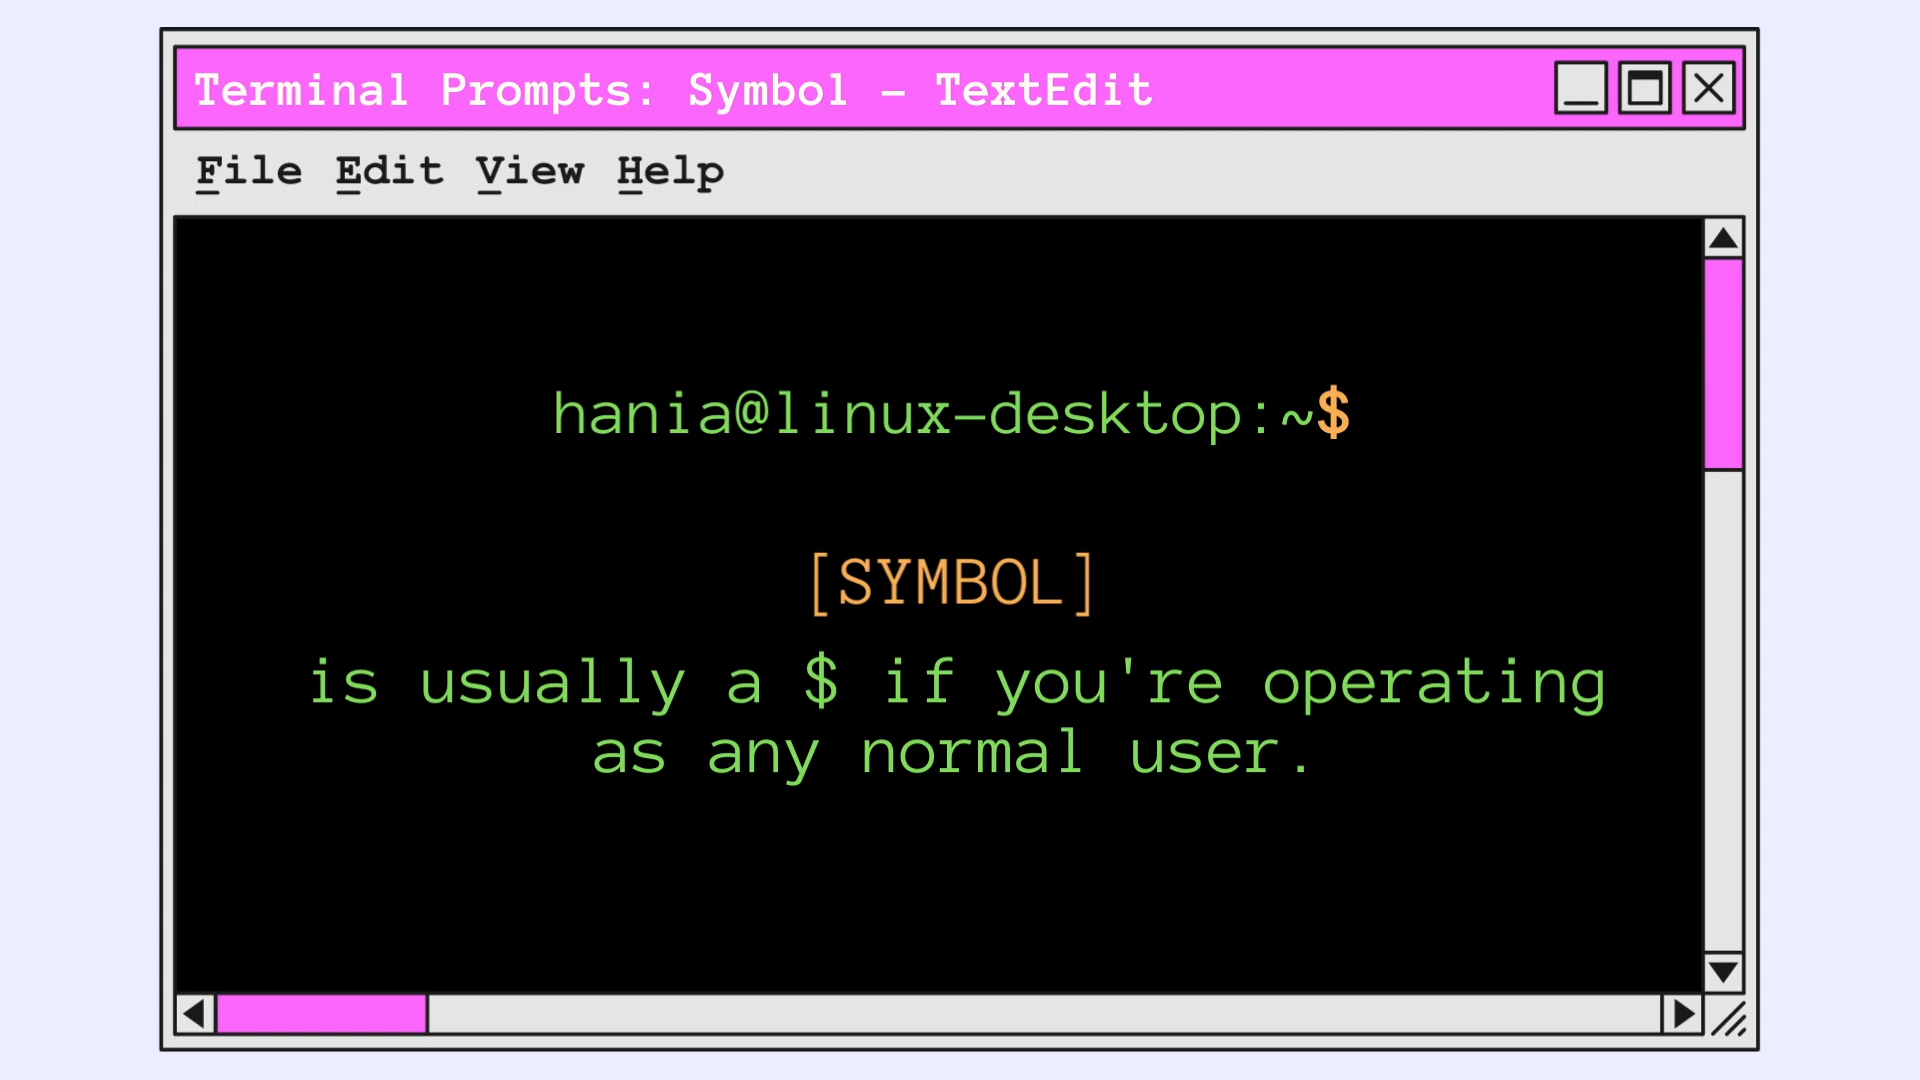 Terminal Prompts: Symbol - TextEdit
File Edit View Help
hania@linux-desktop:~$
[SYMBOL]
is usually a $ if you're operating
as any normal user.